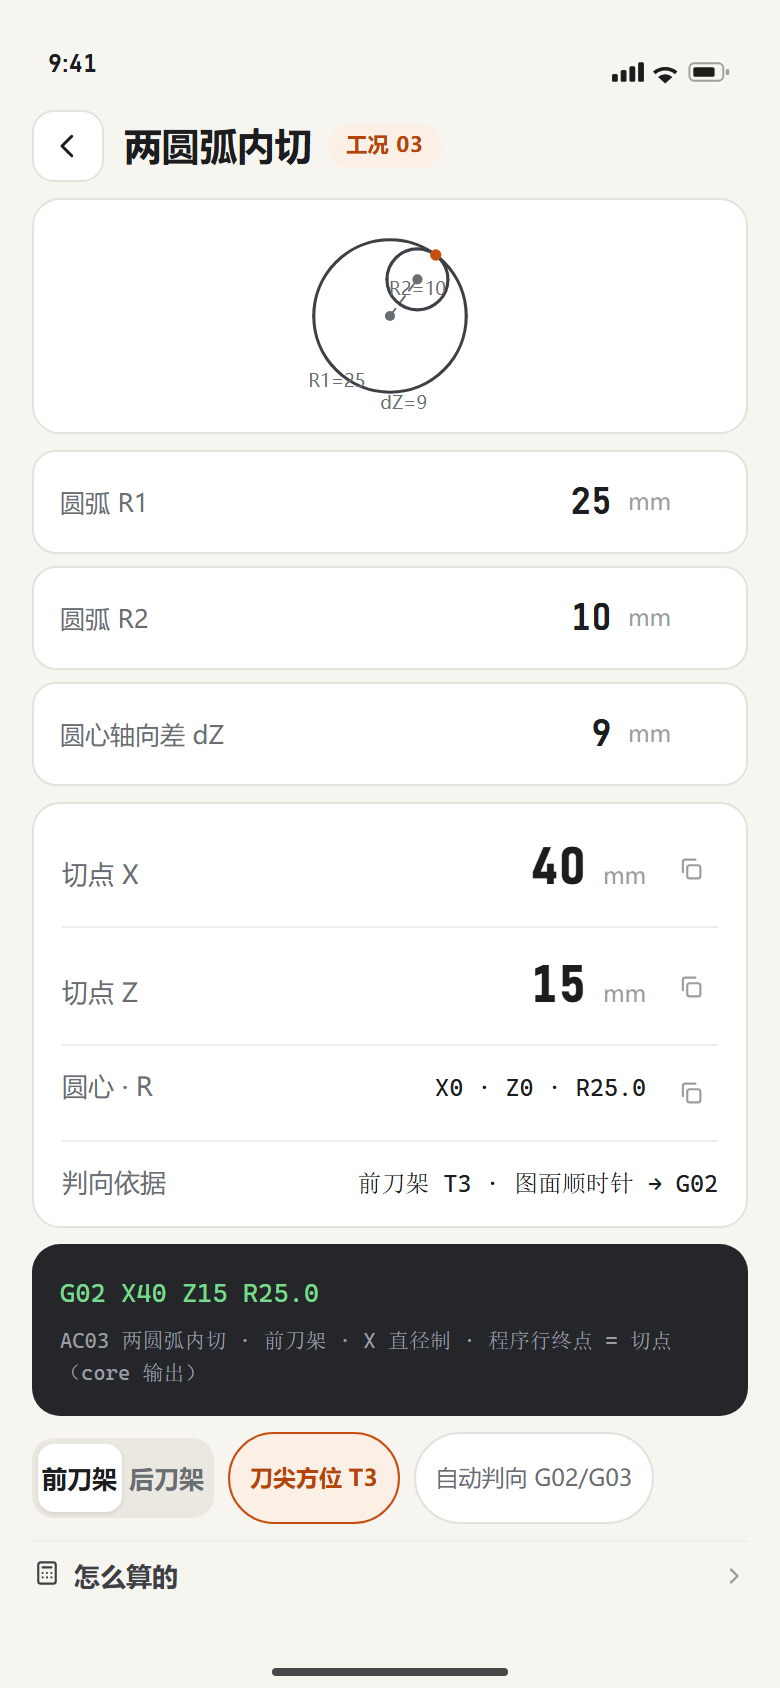 9:41
两圆弧内切 工况 03
R2=10
R1=25
dZ=9
圆弧 R1 25 mm
圆弧 R2 10 mm
圆心轴向差 dZ 9 mm
切点 X 40 mm
切点 Z 15 mm
圆心 · R X0 · Z0 · R25.0
判向依据 前刀架 T3 · 图面顺时针 → G02
G02 X40 Z15 R25.0
AC03 两圆弧内切 · 前刀架 · X 直径制 · 程序行终点 = 切点
（core 输出）
前刀架 后刀架 刀尖方位 T3 自动判向 G02/G03
怎么算的